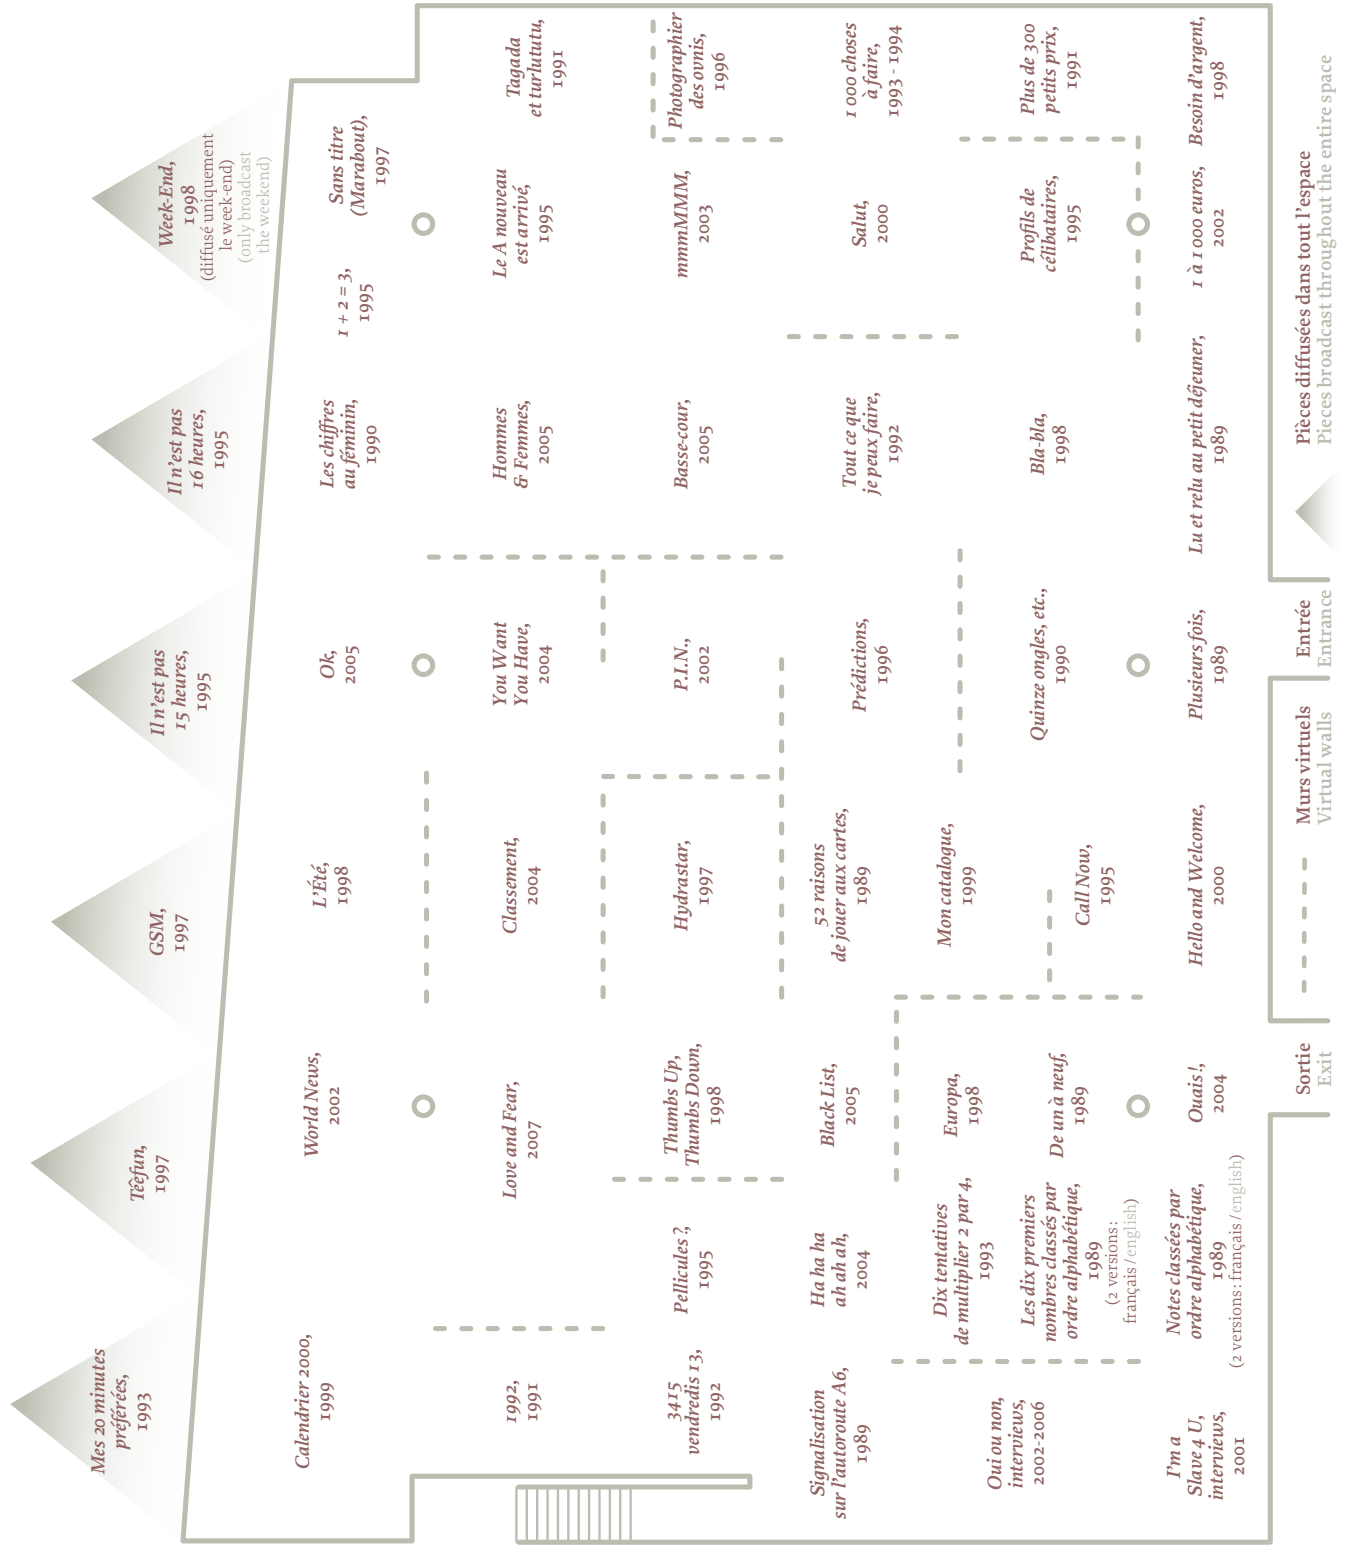 Mes 20 minutes
préférées,
1993
Têêfun,
1997
GSM,
1997
Il n'est pas
15 heures,
1995
Il n'est pas
16 heures,
1995
Week-End,
1998
(diffusé uniquement
le week-end)
(only broadcast
the weekend)
Calendrier 2000,
1999
World News,
2002
L'Été,
1998
Ok,
2005
Les chiffres
au féminin,
1990
1 + 2 = 3,
1995
Sans titre
(Marabout),
1997
1992,
1991
Love and Fear,
2007
Classement,
2004
You Want
You Have,
2004
Hommes
& Femmes,
2005
Le A nouveau
est arrivé,
1995
Tagada
et turlututu,
1991
3415
vendredis 13,
1992
Pellicules ?,
1995
Thumbs Up,
Thumbs Down,
1998
Hydrastar,
1997
P.I.N.,
2002
Basse-cour,
2005
mmmMMM,
2003
Photographier
des ovnis,
1996
Signalisation
sur l'autoroute A6,
1989
Ha ha ha
ah ah ah,
2004
Black List,
2005
52 raisons
de jouer aux cartes,
1989
Prédictions,
1996
Tout ce que
je peux faire,
1992
Salut,
2000
1 000 choses
à faire,
1993 - 1994
Oui ou non,
interviews,
2002-2006
Dix tentatives
de multiplier 2 par 4,
1993
Europa,
1998
Mon catalogue,
1999
Les dix premiers
nombres classés par
ordre alphabétique,
1989
(2 versions :
français / english)
De un à neuf,
1989
Call Now,
1995
Quinze ongles, etc.,
1990
Bla-bla,
1998
Profils de
célibataires,
1995
Plus de 300
petits prix,
1991
I'm a
Slave 4 U,
interviews,
2001
Notes classées par
ordre alphabétique,
1989
(2 versions : français / english)
Ouais !,
2004
Hello and Welcome,
2000
Plusieurs fois,
1989
Lu et relu au petit déjeuner,
1989
1 à 1 000 euros,
2002
Besoin d'argent,
1998
Sortie
Exit
Murs virtuels
Virtual walls
Entrée
Entrance
Pièces diffusées dans tout l'espace
Pieces broadcast throughout the entire space